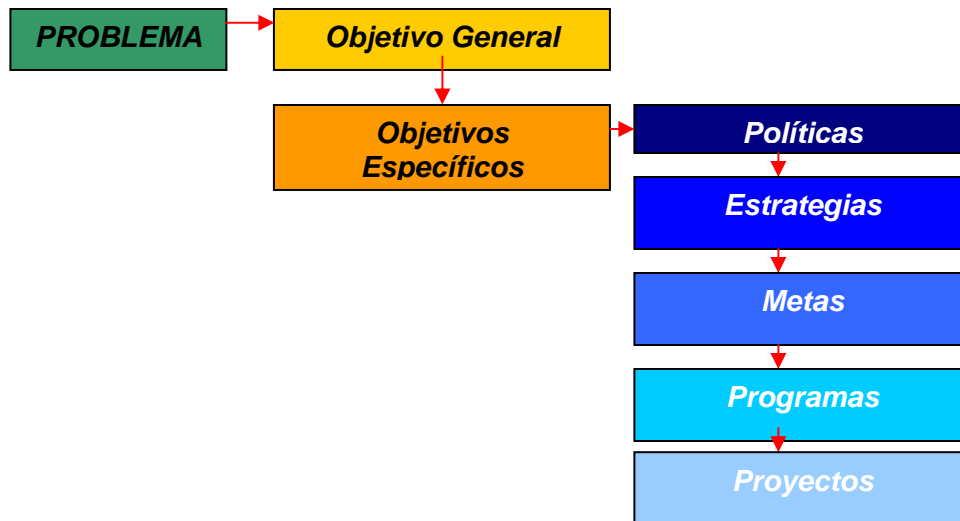 PROBLEMA
Objetivo General
Objetivos
Específicos
Políticas
Estrategias
Metas
Programas
Proyectos